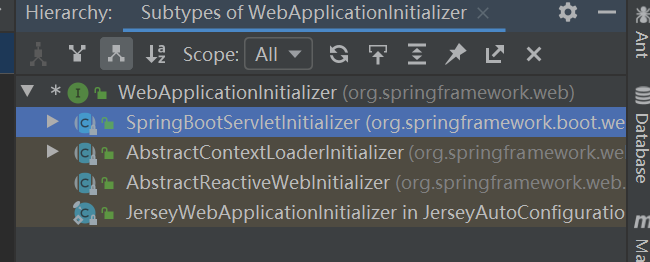 Hierarchy: Subtypes of WebApplicationInitializer
Scope: All
WebApplicationInitializer (org.springframework.web)
SpringBootServletInitializer (org.springframework.boot.we
AbstractContextLoaderInitializer (org.springframework.we
AbstractReactiveWebInitializer (org.springframework.web.
JerseyWebApplicationInitializer in JerseyAutoConfiguratio
Ant
Database
m
Ma